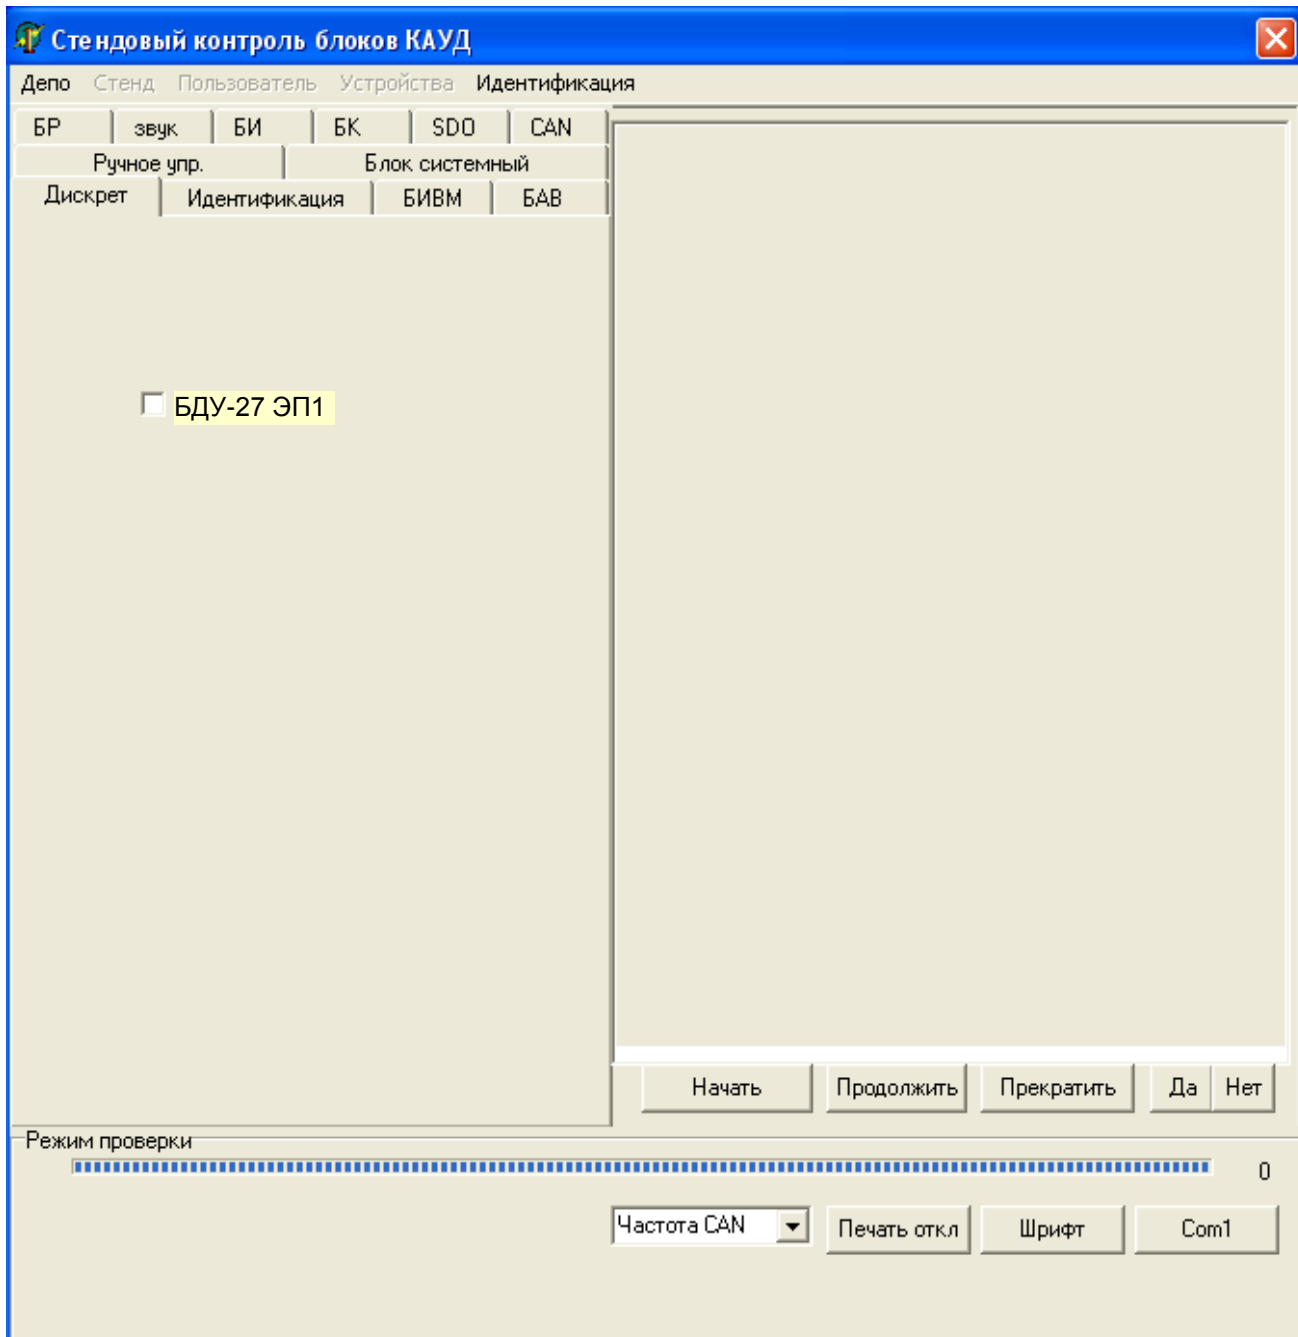 Стендовый контроль блоков КАУД
Депо Стенд Пользователь Устройства Идентификация
БР звук БИ БК SDO CAN
Ручное упр. Блок системный
Дискрет Идентификация БИВМ БАВ
БДУ-27 ЭП1
Начать Продолжить Прекратить Да Нет
Режим проверки
0
Частота CAN Печать откл Шрифт Com1